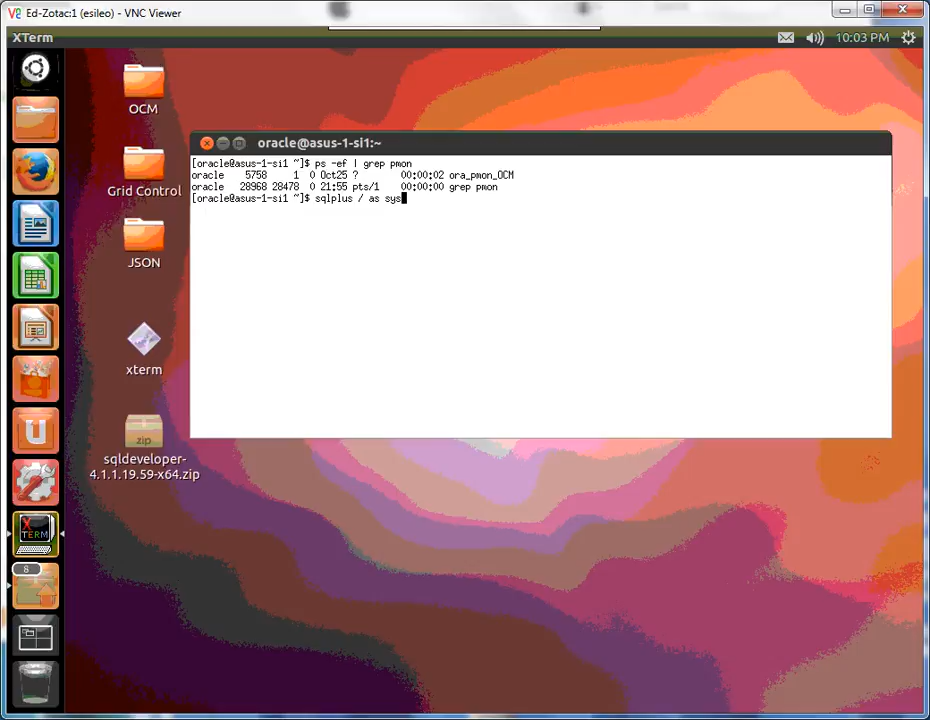 Ed-Zotac:1 (esileo) - VNC Viewer
XTerm
10:03 PM
OCM
Grid Control
JSON
xterm
zip
sqldeveloper-
4.1.1.19.59-x64.zip
oracle@asus-1-si1:~
[oracle@asus-1-si1 ~]$ ps -ef | grep pmon
oracle 5758 1 0 Oct25 ? 00:00:02 ora_pmon_OCM
oracle 28968 28478 0 21:55 pts/1 00:00:00 grep pmon
[oracle@asus-1-si1 ~]$ sqlplus / as sys
X
TERM
8